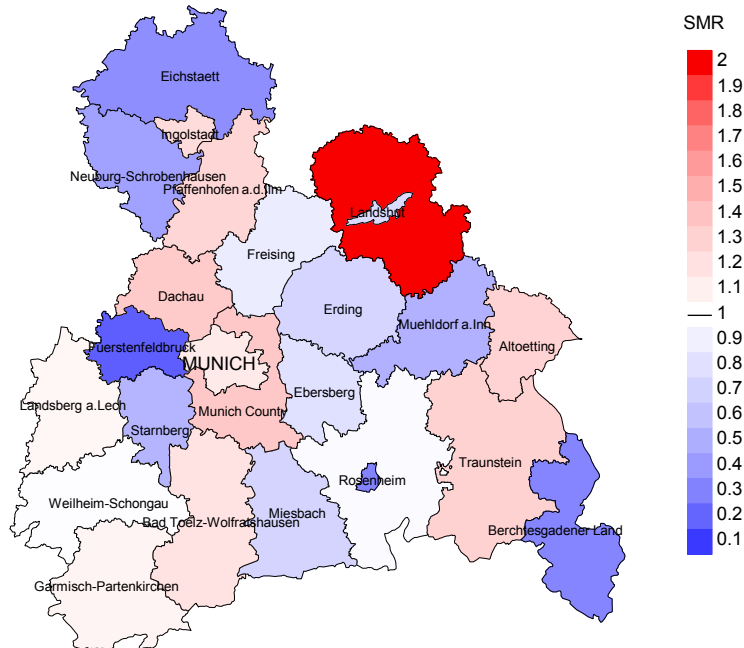 SMR
Eichstaett
Ingolstadt
Neuburg-Schrobenhausen
Pfaffenhofen a.d.Ilm
Landshut
Freising
Dachau
Erding
Muehldorf a.Inn
Altoetting
Fuerstenfeldbruck
MUNICH
Ebersberg
Landsberg a.Lech
Munich County
Starnberg
Traunstein
Rosenheim
Weilheim-Schongau
Miesbach
Bad Toelz-Wolfratshausen
Berchtesgadener Land
Garmisch-Partenkirchen
2
1.9
1.8
1.7
1.6
1.5
1.4
1.3
1.2
1.1
1
0.9
0.8
0.7
0.6
0.5
0.4
0.3
0.2
0.1